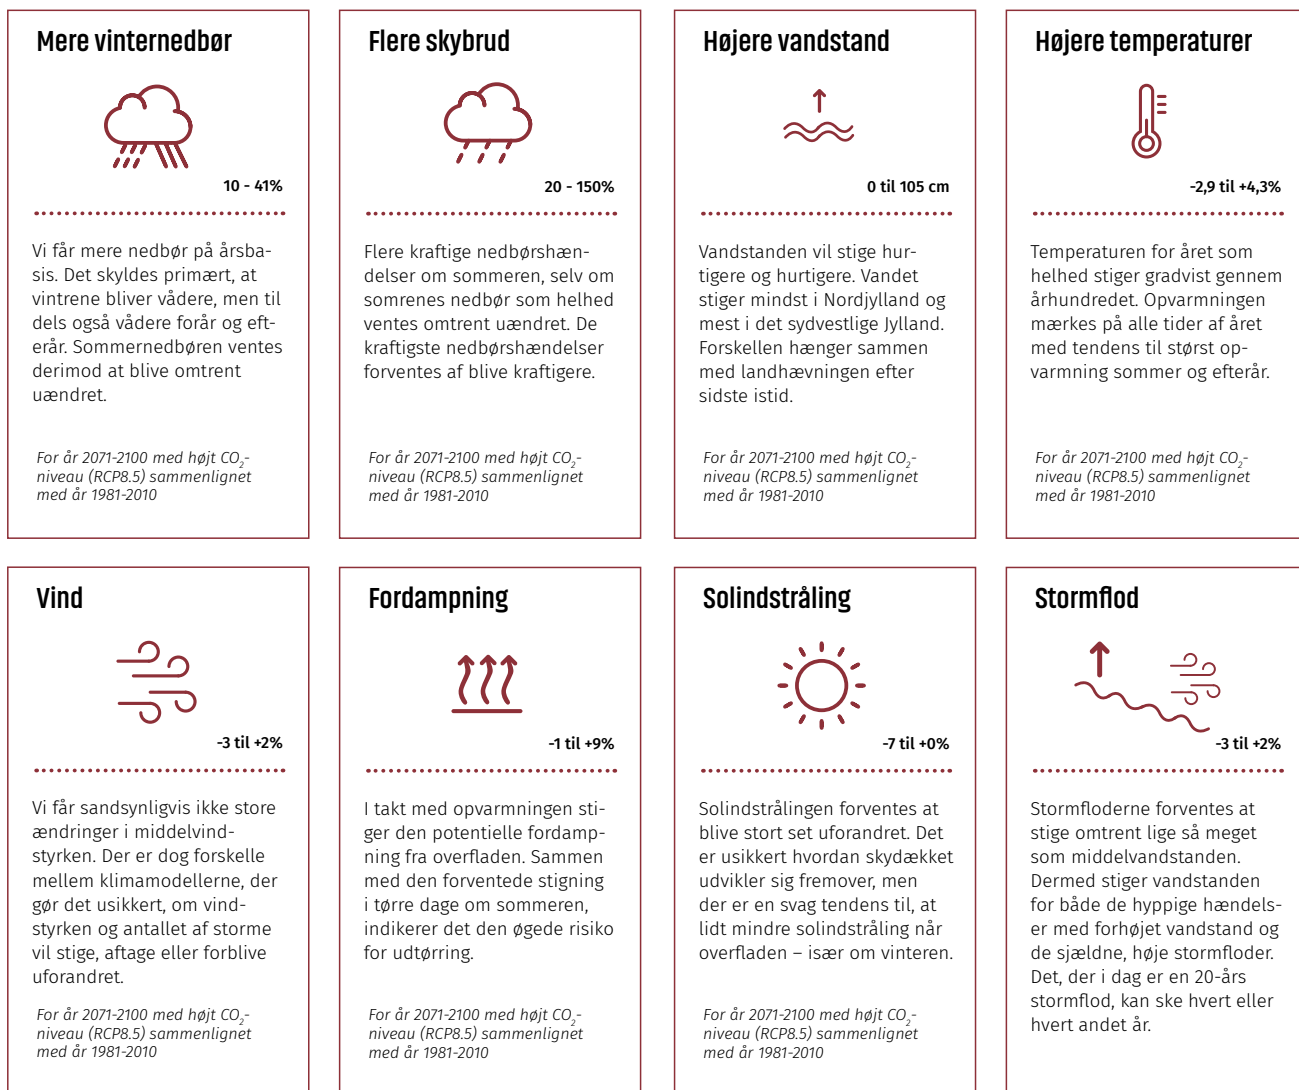 Mere vinternedbør
10 - 41%
Vi får mere nedbør på årsba-
sis. Det skyldes primært, at
vintrene bliver vådere, men til
dels også vådere forår og eft-
erår. Sommernedbøren ventes
derimod at blive omtrent
uændret.
For år 2071-2100 med højt CO₂-
niveau (RCP8.5) sammenlignet
med år 1981-2010
Flere skybrud
20 - 150%
Flere kraftige nedbørshæn-
delser om sommeren, selv om
somrenes nedbør som helhed
ventes omtrent uændret. De
kraftigste nedbørshændelser
forventes af blive kraftigere.
For år 2071-2100 med højt CO₂-
niveau (RCP8.5) sammenlignet
med år 1981-2010
Højere vandstand
0 til 105 cm
Vandstanden vil stige hur-
tigere og hurtigere. Vandet
stiger mindst i Nordjylland og
mest i det sydvestlige Jylland.
Forskellen hænger sammen
med landhævningen efter
sidste istid.
For år 2071-2100 med højt CO₂-
niveau (RCP8.5) sammenlignet
med år 1981-2010
Højere temperaturer
-2,9 til +4,3%
Temperaturen for året som
helhed stiger gradvist gennem
århundredet. Opvarmningen
mærkes på alle tider af året
med tendens til størst op-
varmning sommer og efterår.
For år 2071-2100 med højt CO₂-
niveau (RCP8.5) sammenlignet
med år 1981-2010
Vind
-3 til +2%
Vi får sandsynligvis ikke store
ændringer i middelvind-
styrken. Der er dog forskelle
mellem klimamodellerne, der
gør det usikkert, om vind-
styrken og antallet af storme
vil stige, aftage eller forblive
uforandret.
For år 2071-2100 med højt CO₂-
niveau (RCP8.5) sammenlignet
med år 1981-2010
Fordampning
-1 til +9%
I takt med opvarmningen sti-
ger den potentielle fordamp-
ning fra overfladen. Sammen
med den forventede stigning
i tørre dage om sommeren,
indikerer det den øgede risiko
for udtørring.
For år 2071-2100 med højt CO₂-
niveau (RCP8.5) sammenlignet
med år 1981-2010
Solindstråling
-7 til +0%
Solindstrålingen forventes at
blive stort set uforandret. Det
er usikkert hvordan skydækket
udvikler sig fremover, men
der er en svag tendens til, at
lidt mindre solindstråling når
overfladen – især om vinteren.
For år 2071-2100 med højt CO₂-
niveau (RCP8.5) sammenlignet
med år 1981-2010
Stormflod
-3 til +2%
Stormfloderne forventes at
stige omtrent lige så meget
som middelvandstanden.
Dermed stiger vandstanden
for både de hyppige hændels-
er med forhøjet vandstand og
de sjældne, høje stormfloder.
Det, der i dag er en 20-års
stormflod, kan ske hvert eller
hvert andet år.